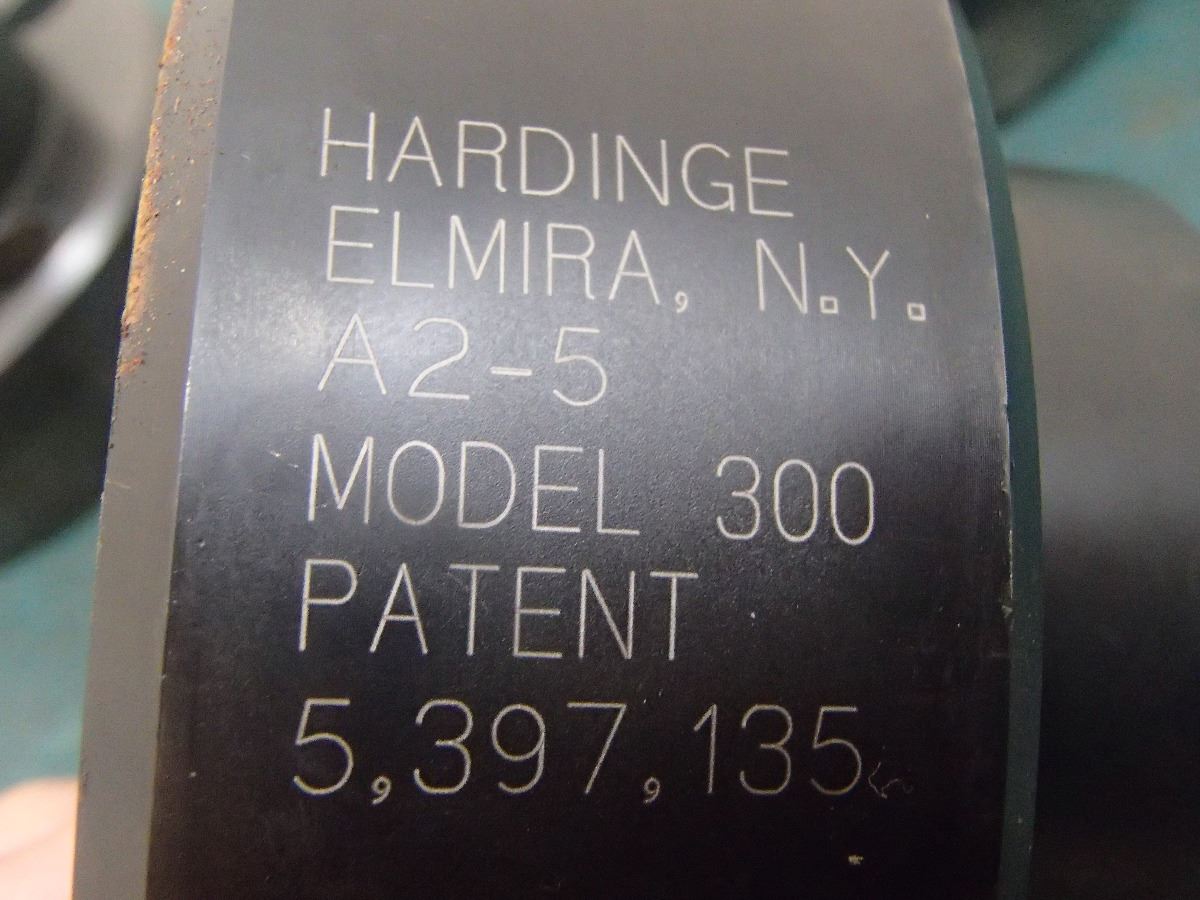 HARDINGE
ELMIRA, N.Y.
A2-5
MODEL 300
PATENT
5,397,135